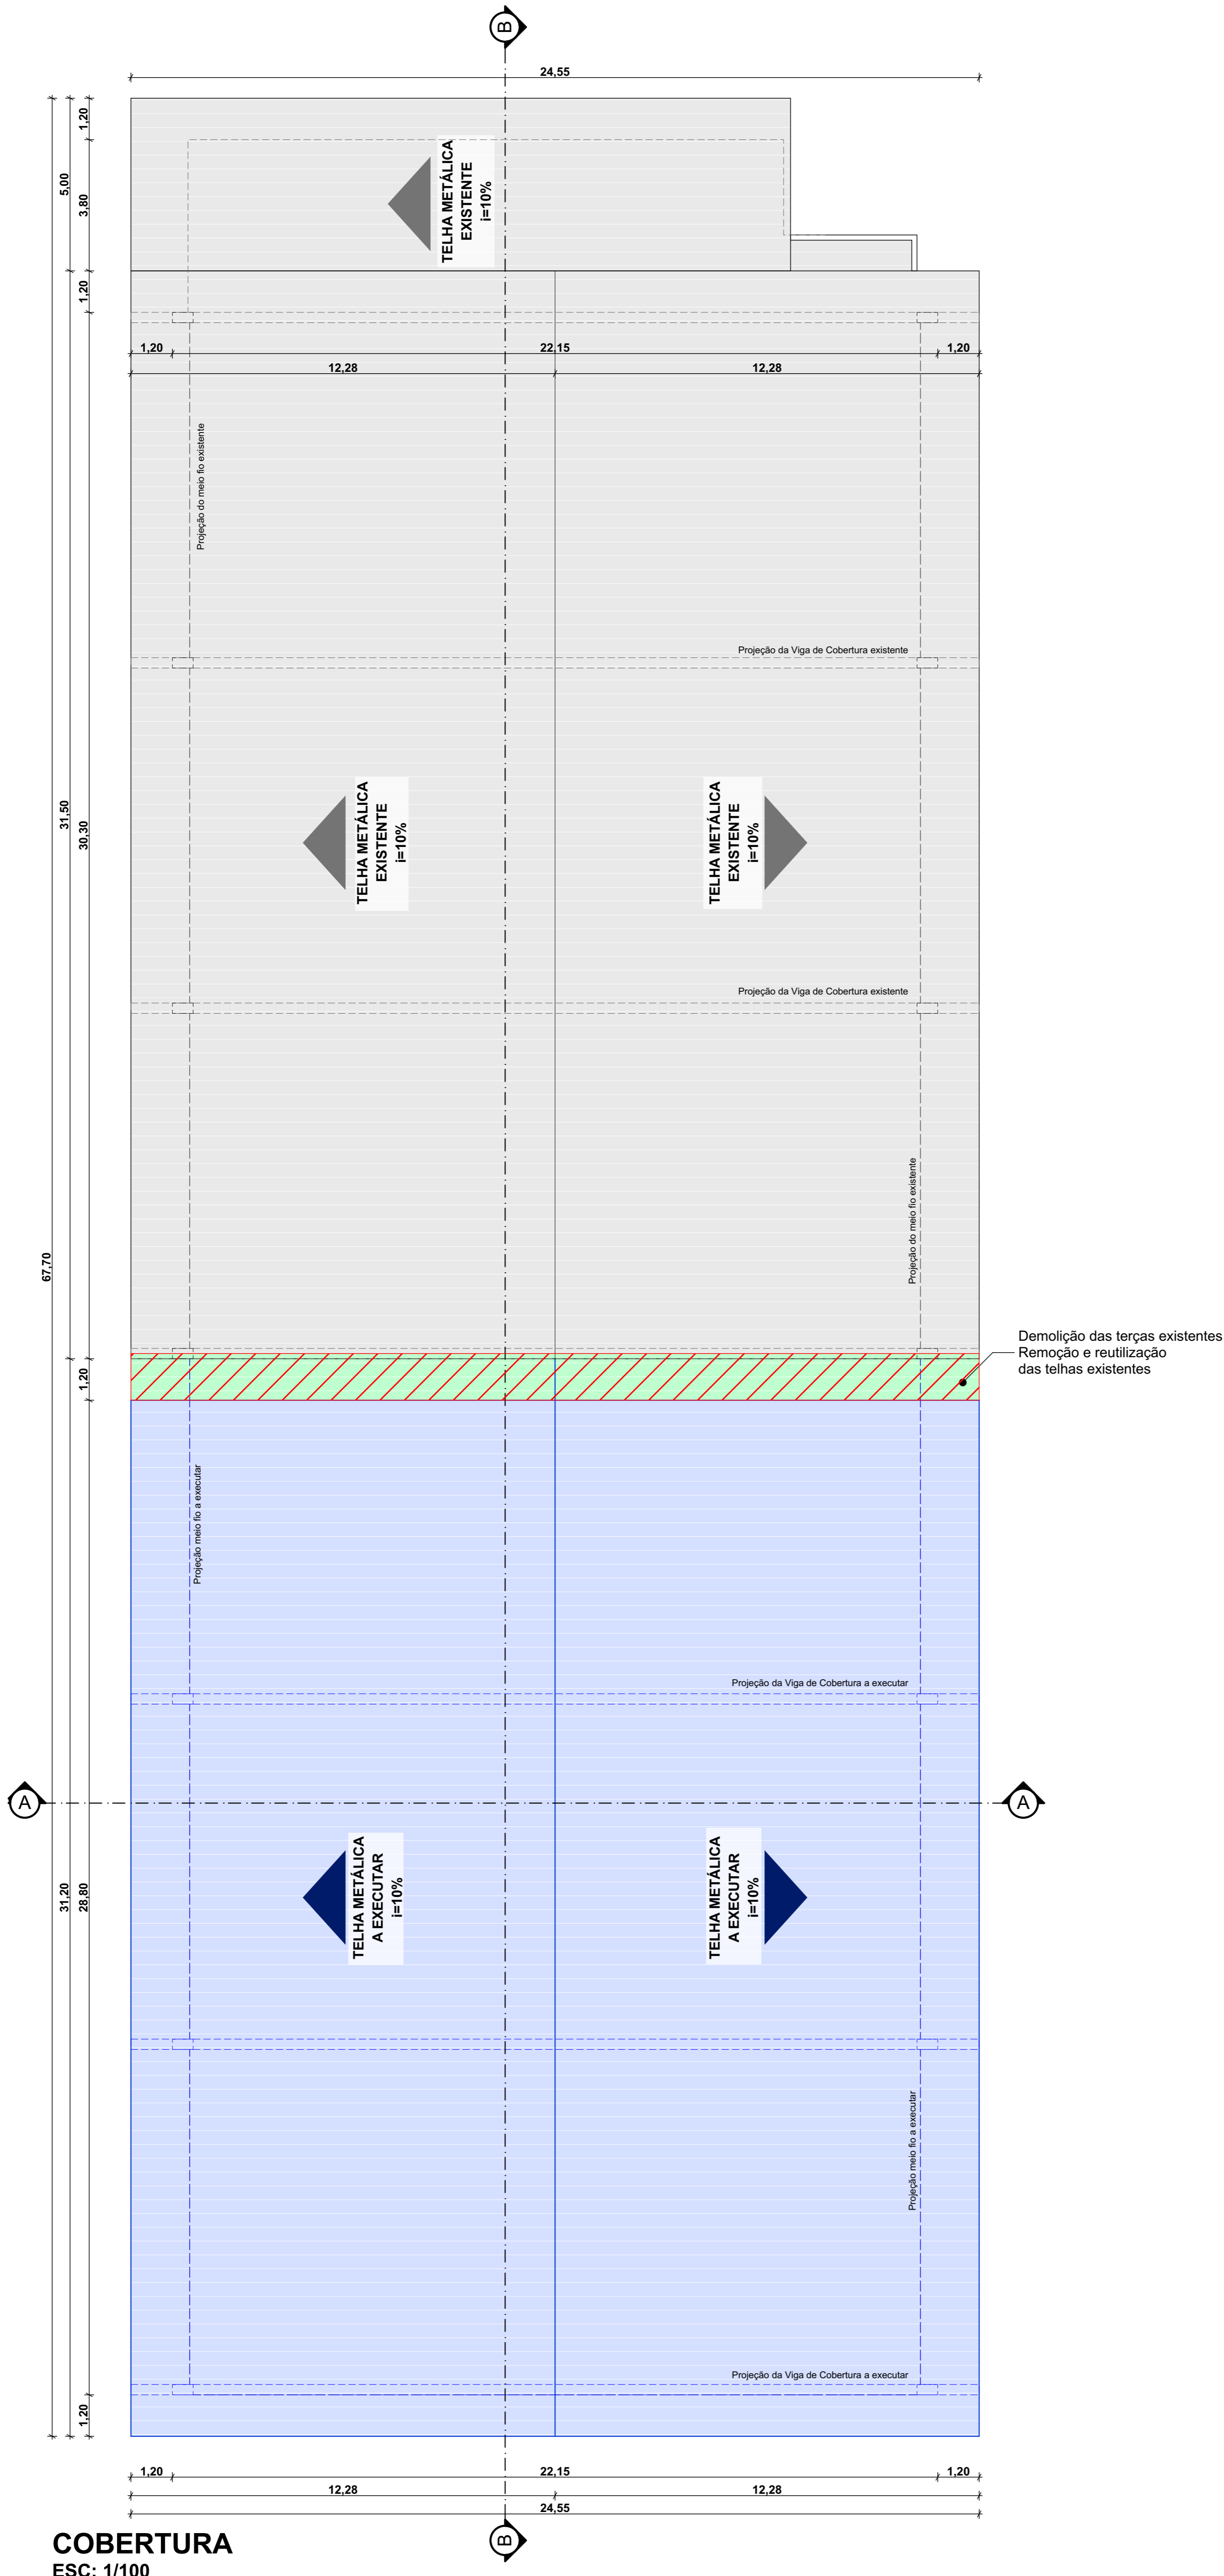 B
24,55
1,20
5,00
3,80
TELHA METÁLICA
EXISTENTE
i=10%
1,20
1,20
22,15
1,20
12,28
12,28
Projeção do meio fio existente
Projeção da Viga de Cobertura existente
31,50
30,30
TELHA METÁLICA
EXISTENTE
i=10%
TELHA METÁLICA
EXISTENTE
i=10%
Projeção da Viga de Cobertura existente
Projeção do meio fio existente
67,70
Demolição das terças existentes
Remoção e reutilização
das telhas existentes
1,20
Projeção meio fio a executar
Projeção da Viga de Cobertura a executar
A
A
31,20
28,80
TELHA METÁLICA
A EXECUTAR
i=10%
TELHA METÁLICA
A EXECUTAR
i=10%
Projeção meio fio a executar
Projeção da Viga de Cobertura a executar
1,20
1,20
22,15
1,20
12,28
12,28
24,55
B
COBERTURA
ESC: 1/100